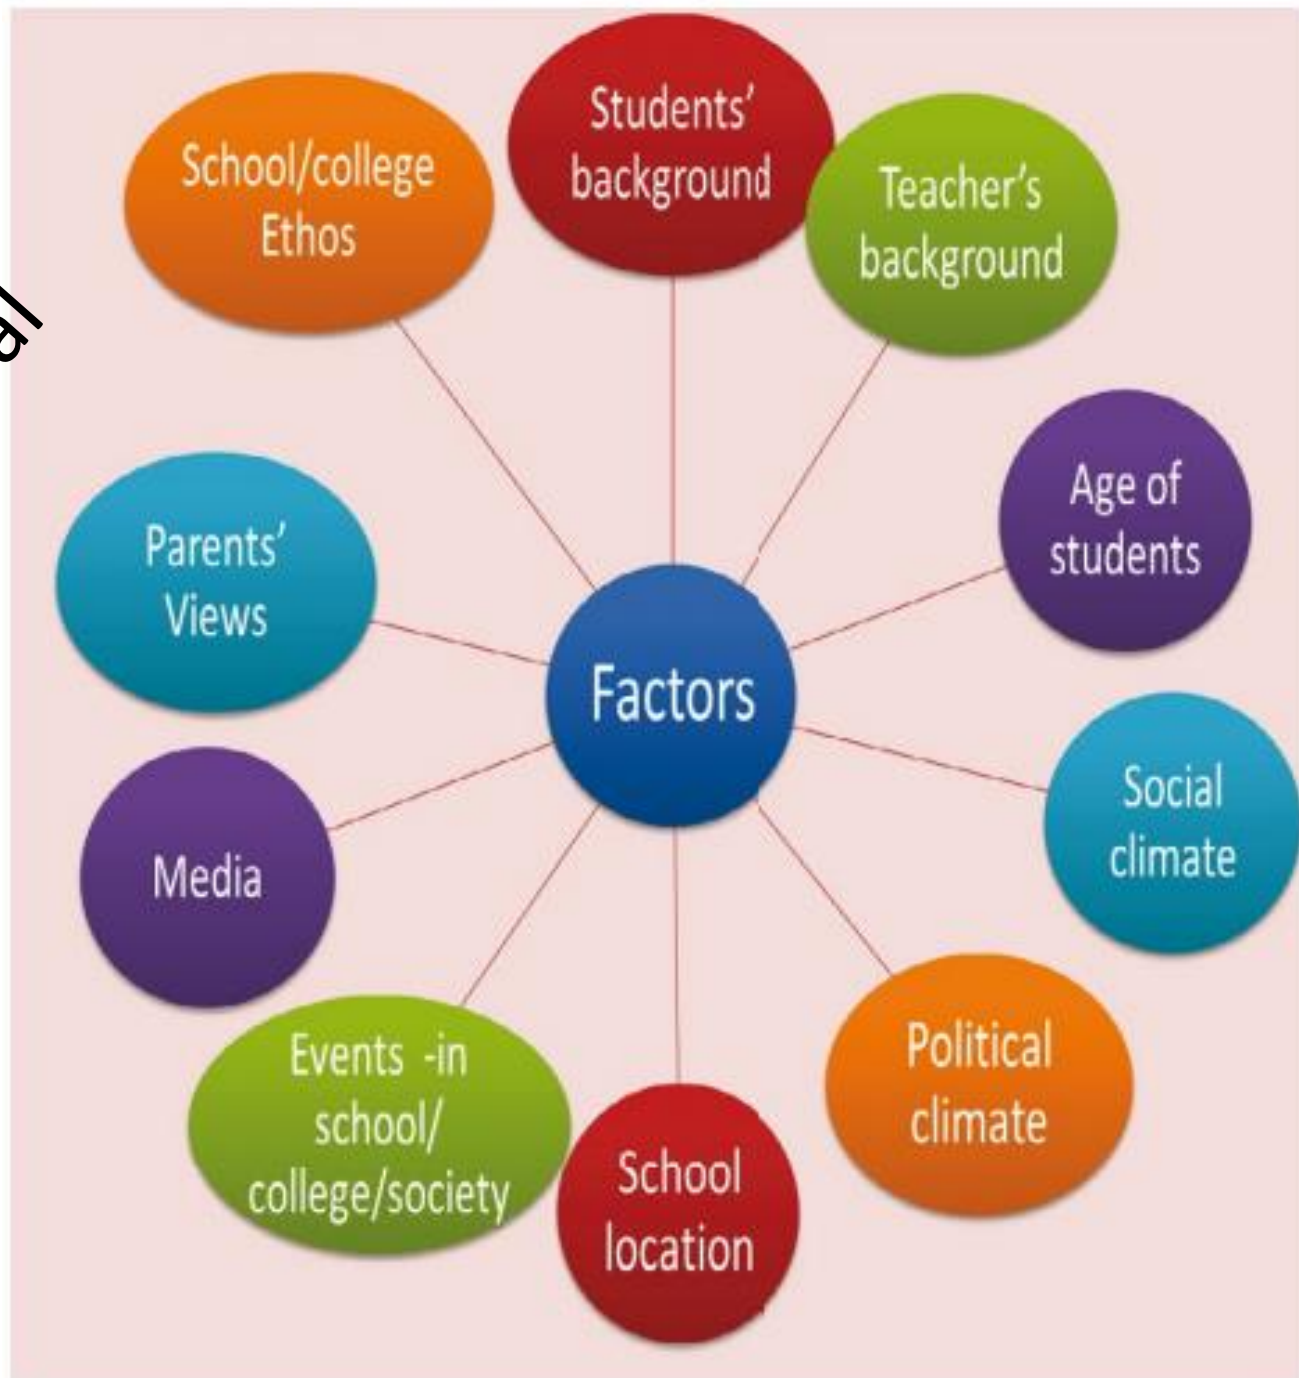 School/college
Ethos
Students’
background
Teacher’s
background
Age of
students
Parents’
Views
Factors
Social
climate
Media
Political
climate
Events -in
school/
college/society
School
location